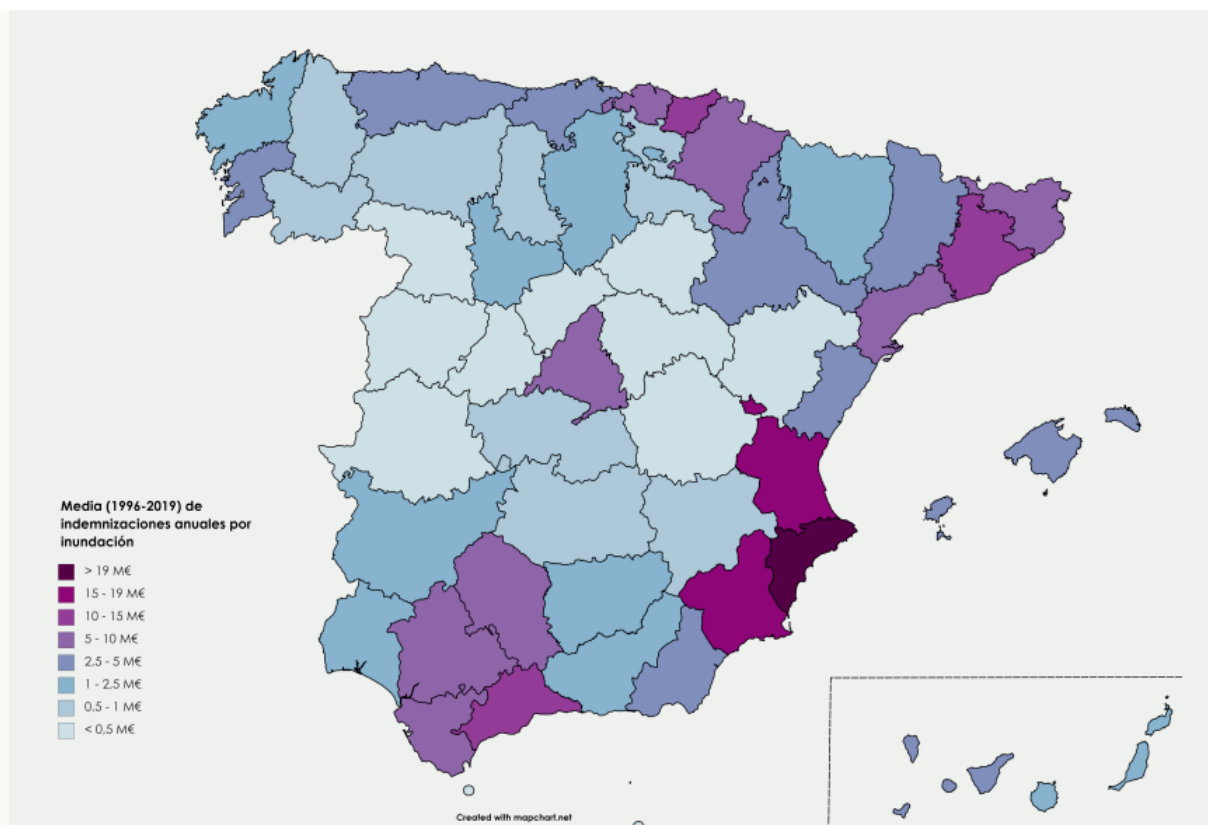 Media (1996-2019) de
indemnizaciones anuales por
inundación
> 19 M€
15 - 19 M€
10 - 15 M€
5 - 10 M€
2.5 - 5 M€
1 - 2.5 M€
0.5 - 1 M€
< 0,5 M€
Created with mapchart.net